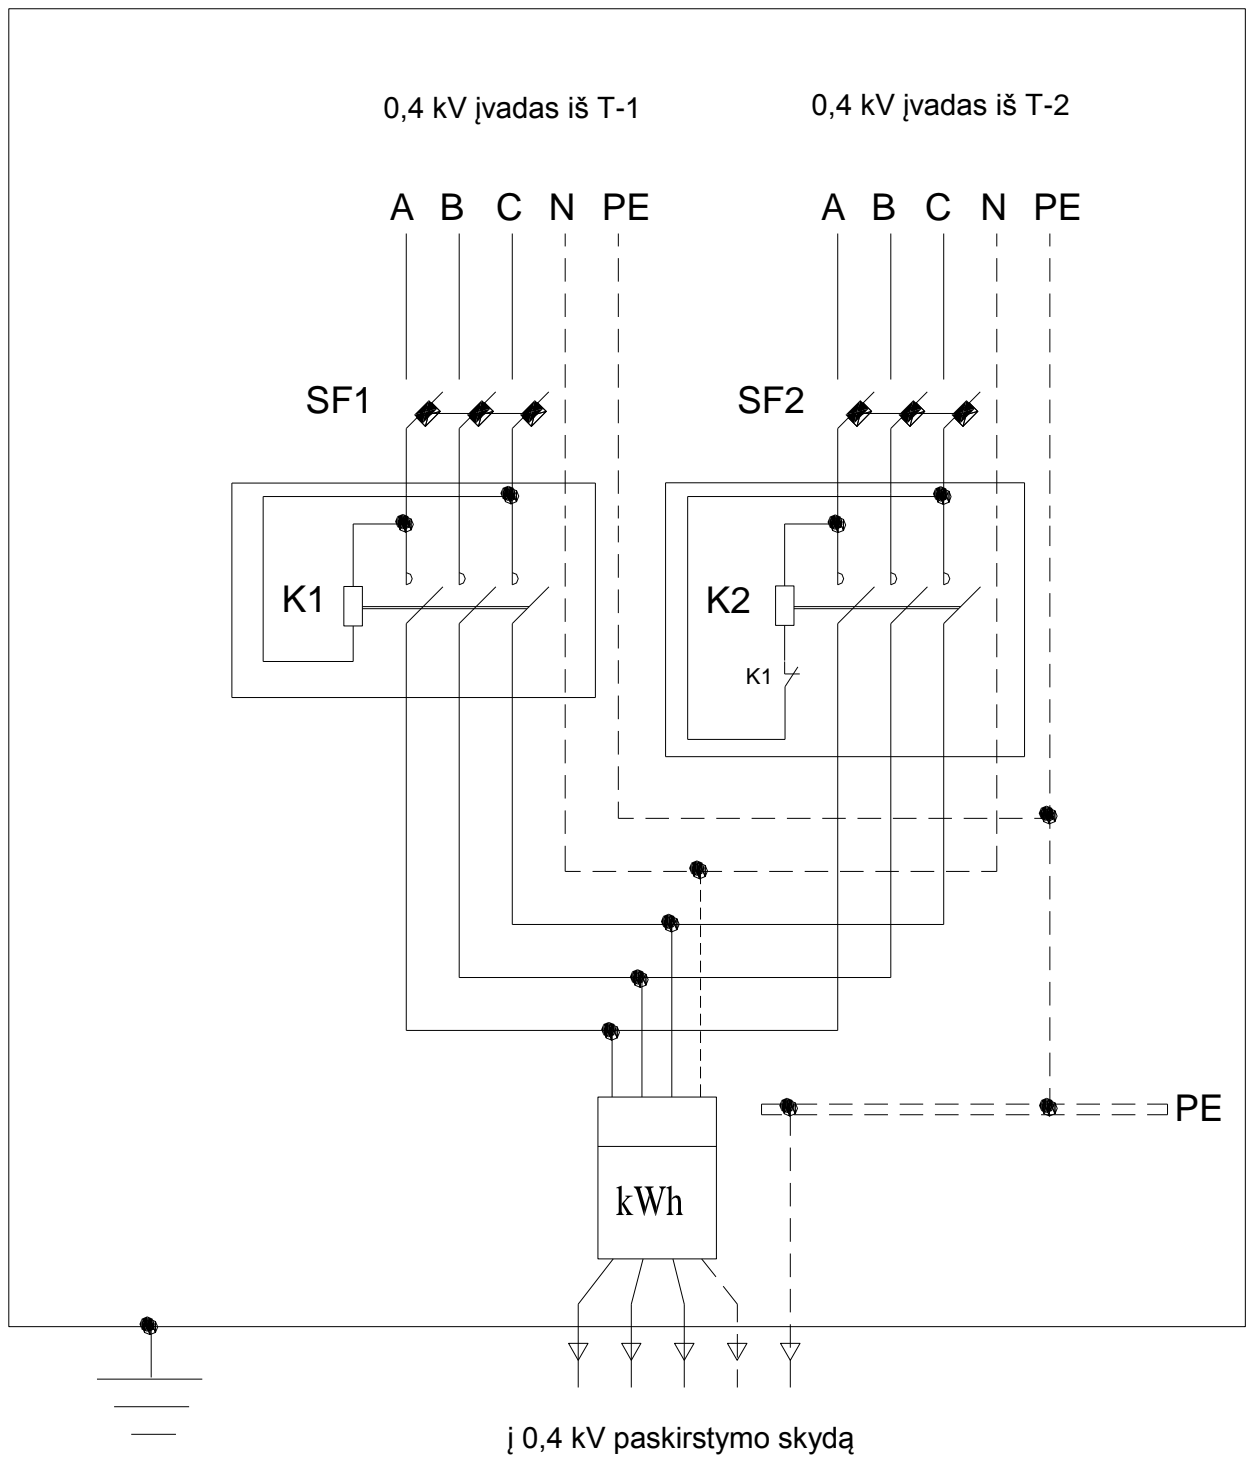 0,4 kV įvadas iš T-1
0,4 kV įvadas iš T-2
A B C N PE
A B C N PE
SF1
SF2
K1
K2
K1
PE
kWh
į 0,4 kV paskirstymo skydą